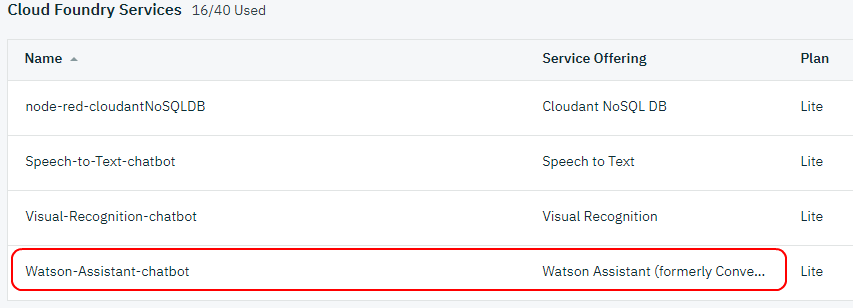 Cloud Foundry Services 16/40 Used
Name Service Offering Plan
node-red-cloudantNoSQLDB Cloudant NoSQL DB Lite
Speech-to-Text-chatbot Speech to Text Lite
Visual-Recognition-chatbot Visual Recognition Lite
Watson-Assistant-chatbot Watson Assistant (formerly Conve... Lite